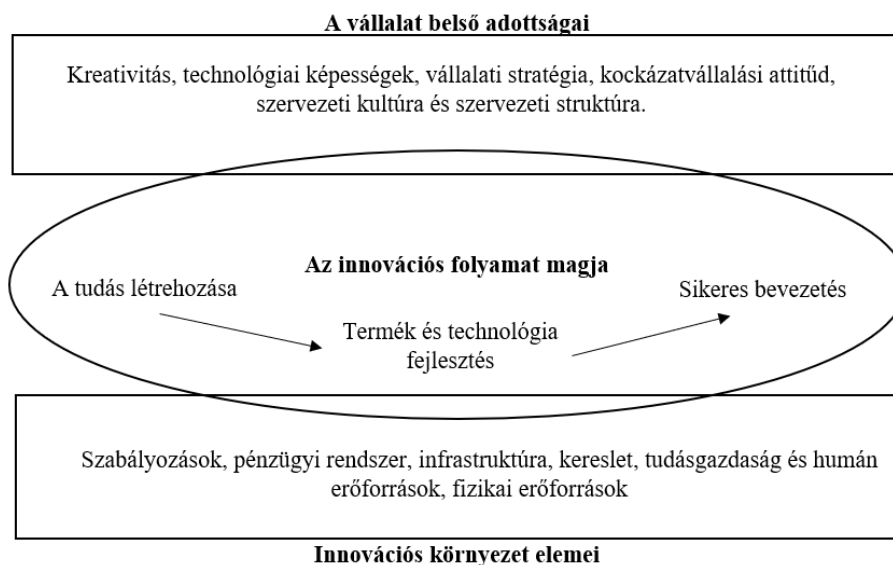 A vállalat belső adottságai
Kreativitás, technológiai képességek, vállalati stratégia, kockázatvállalási attitűd,
szervezeti kultúra és szervezeti struktúra.
Az innovációs folyamat magja
A tudás létrehozása
Sikeres bevezetés
Termék és technológia
fejlesztés
Szabályozások, pénzügyi rendszer, infrastruktúra, kereslet, tudásgazdaság és humán
erőforrások, fizikai erőforrások
Innovációs környezet elemei